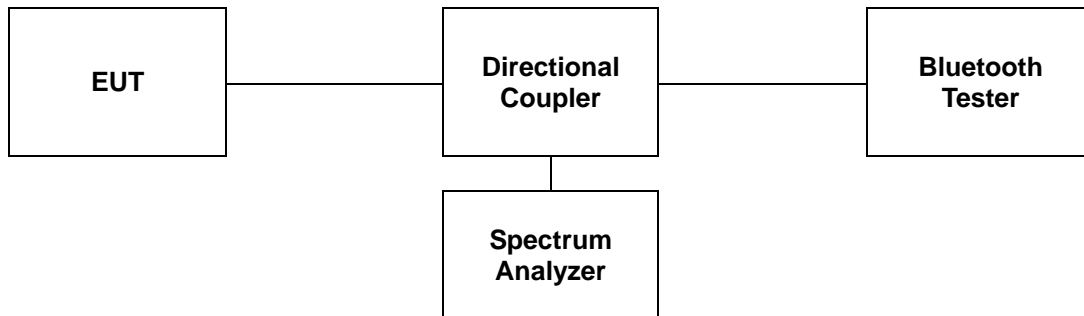 EUT
Directional
Coupler
Bluetooth
Tester
Spectrum
Analyzer